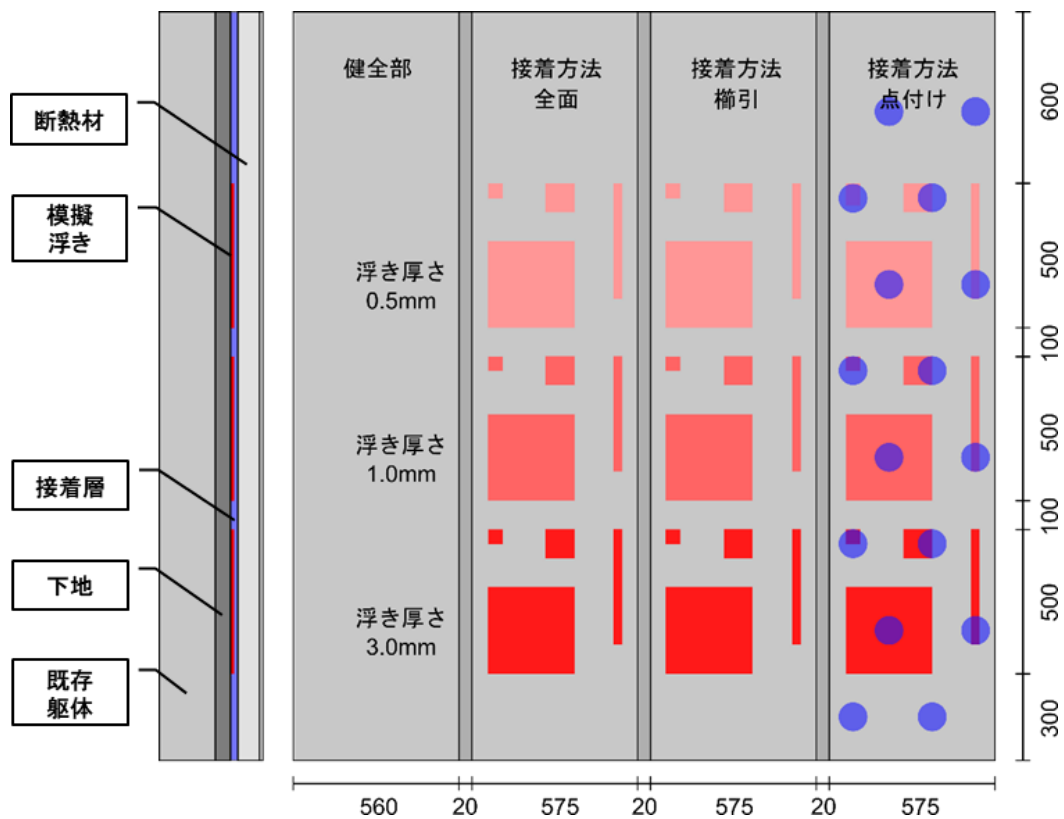 断熱材
模擬
浮き
接着層
下地
既存
躯体
健全部
接着方法
全面
接着方法
櫛引
接着方法
点付け
浮き厚さ
0.5mm
浮き厚さ
1.0mm
浮き厚さ
3.0mm
600
500
100
500
100
500
300
560
20
575
20
575
20
575